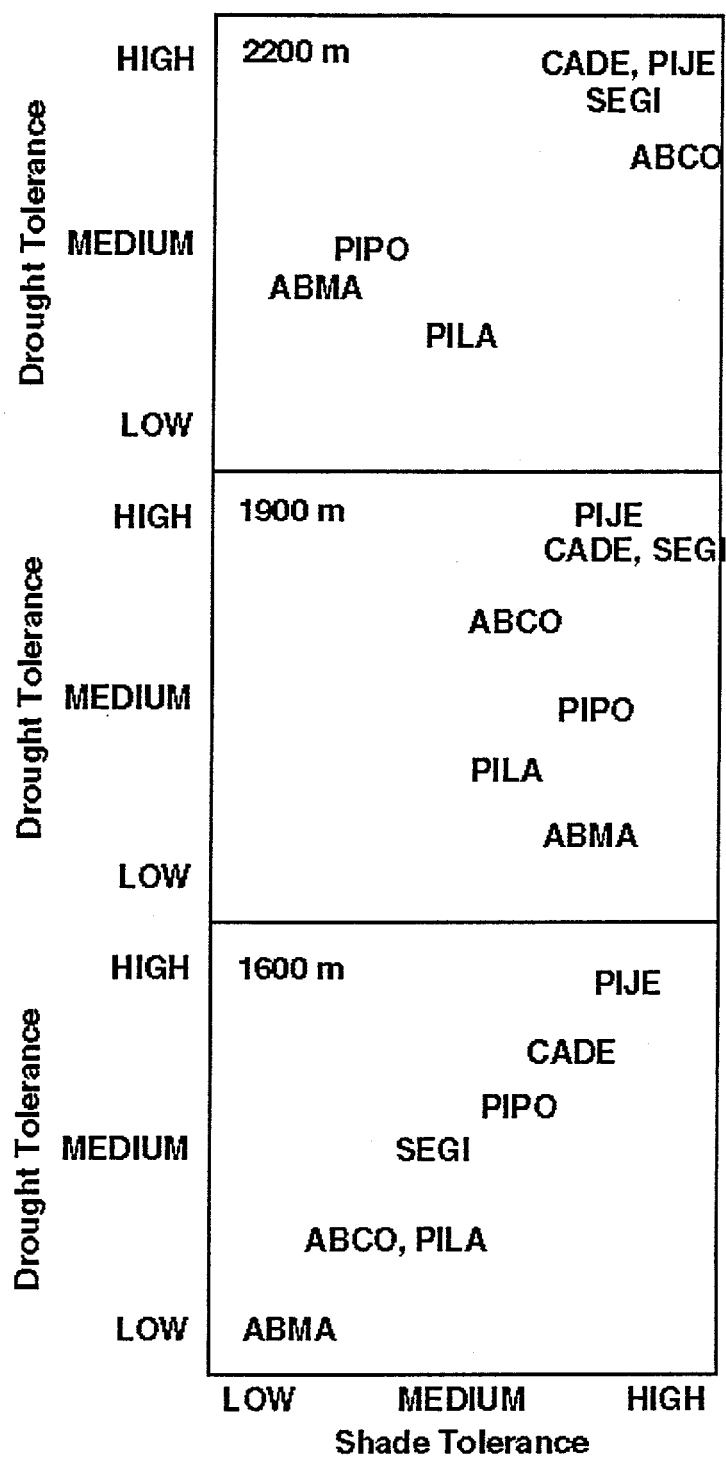 2200 m
HIGH
CADE, PIJE
SEGI
ABCO
MEDIUM
PIPO
ABMA
PILA
LOW
Drought Tolerance
1900 m
HIGH
PIJE
CADE, SEGI
ABCO
MEDIUM
PIPO
PILA
ABMA
LOW
Drought Tolerance
1600 m
HIGH
PIJE
CADE
PIPO
MEDIUM
SEGI
ABCO, PILA
LOW
ABMA
Drought Tolerance
LOW MEDIUM HIGH
Shade Tolerance